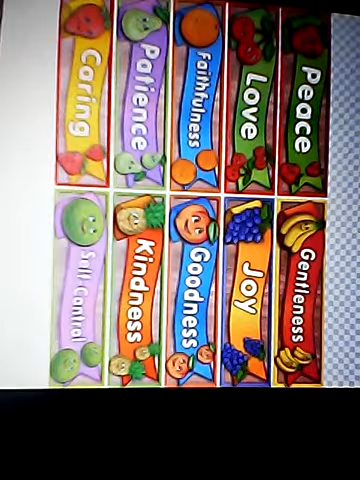 Peace
Gentleness
Love
Joy
Faithfulness
Goodness
Patience
Kindness
Caring
Self-Control